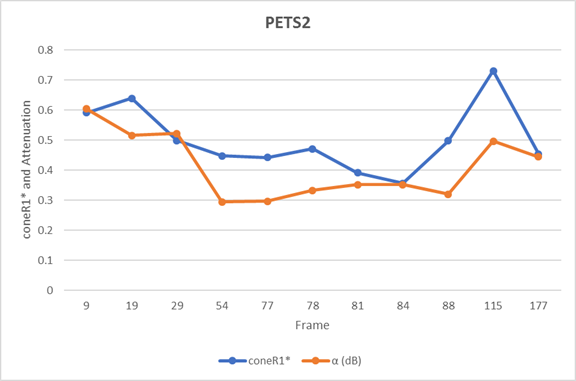 PETS2
0.8
0.7
0.6
0.5
0.4
0.3
0.2
0.1
0
coneR1* and Attenuation
9 19 29 54 77 78 81 84 88 115 177
Frame
coneR1* α (dB)